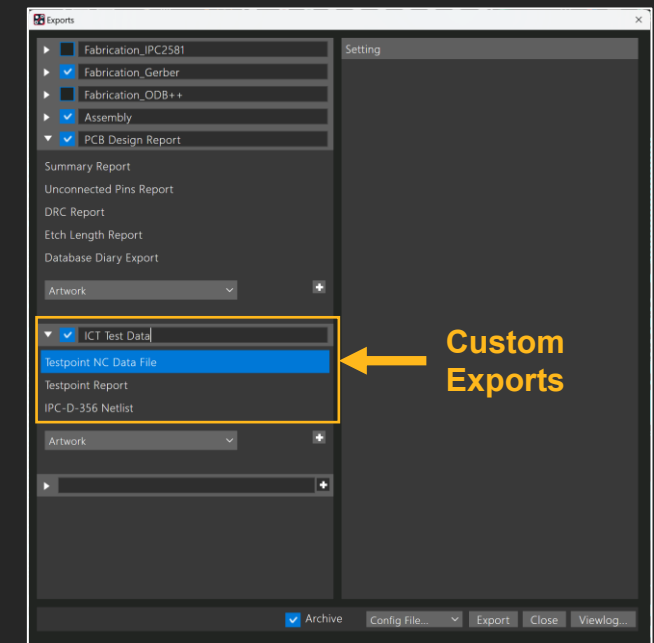 Exports
Fabrication_IPC2581
Setting
Fabrication_Gerber
Fabrication_ODB++
Assembly
PCB Design Report
Summary Report
Unconnected Pins Report
DRC Report
Etch Length Report
Database Diary Export
Artwork
ICT Test Data
Testpoint NC Data File
Testpoint Report
IPC-D-356 Netlist
Custom
Exports
Artwork
Archive
Config File...
Export
Close
Viewlog...